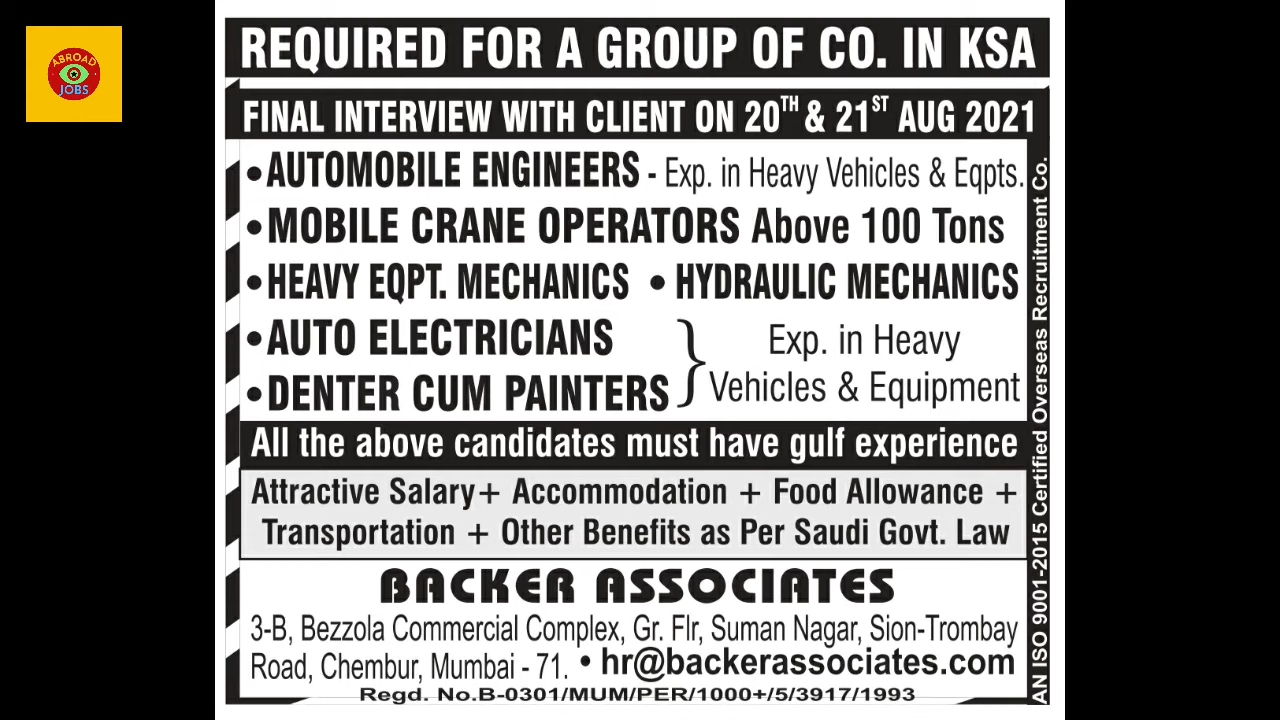 ABROAD
JOBS
REQUIRED FOR A GROUP OF CO. IN KSA
FINAL INTERVIEW WITH CLIENT ON 20TH & 21ST AUG 2021
• AUTOMOBILE ENGINEERS - Exp. in Heavy Vehicles & Eqpts.
• MOBILE CRANE OPERATORS Above 100 Tons
• HEAVY EQPT. MECHANICS • HYDRAULIC MECHANICS
• AUTO ELECTRICIANS
• DENTER CUM PAINTERS
Exp. in Heavy
Vehicles & Equipment
All the above candidates must have gulf experience
Attractive Salary+ Accommodation + Food Allowance +
Transportation + Other Benefits as Per Saudi Govt. Law
BACKER ASSOCIATES
3-B, Bezzola Commercial Complex, Gr. Flr, Suman Nagar, Sion-Trombay
Road, Chembur, Mumbai - 71. • hr@backerassociates.com
Regd. No.B-0301/MUM/PER/1000+/5/3917/1993
AN ISO 9001-2015 Certified Overseas Recruitment Co.